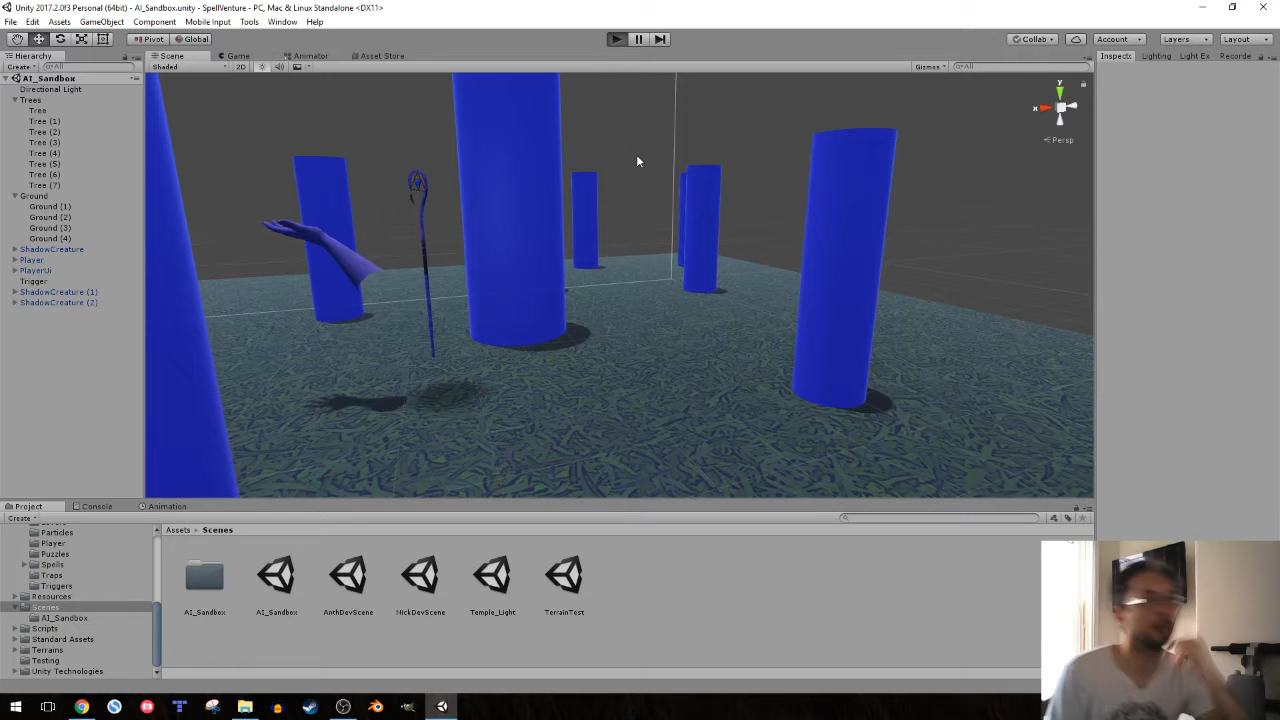 Unity 2017.2.0f3 Personal (64bit) - AI_Sandbox.unity - SpellVenture - PC, Mac & Linux Standalone <DX11>
File Edit Assets GameObject Component Mobile Input Tools Window Help
Pivot Global Collab Account Layers Layout
Hierarchy Scene Game Animator Asset Store Inspectc Lighting Light Ex Recorde
Create All Shaded 2D Gizmos All
AI_Sandbox
Directional Light
Trees
Tree
Tree (1)
Tree (2)
Tree (3)
Tree (4)
Tree (5)
Tree (6)
Tree (7)
Ground
Ground (1)
Ground (2)
Ground (3)
Ground (4)
ShadowCreature
Player
PlayerUi
Trigger
ShadowCreature (1)
ShadowCreature (2)
y
x
Persp
Project Console Animation
Create
Assets Scenes
Particles
Player
Puzzles
Spells
Traps
Triggers
Resources
Scenes
AI_Sandbox
Scripts
Standard Assets
Terrains
Testing
Unity Technologies
AI_Sandbox AI_Sandbox AnthDevScene NickDevScene Temple_Light TerrainTest